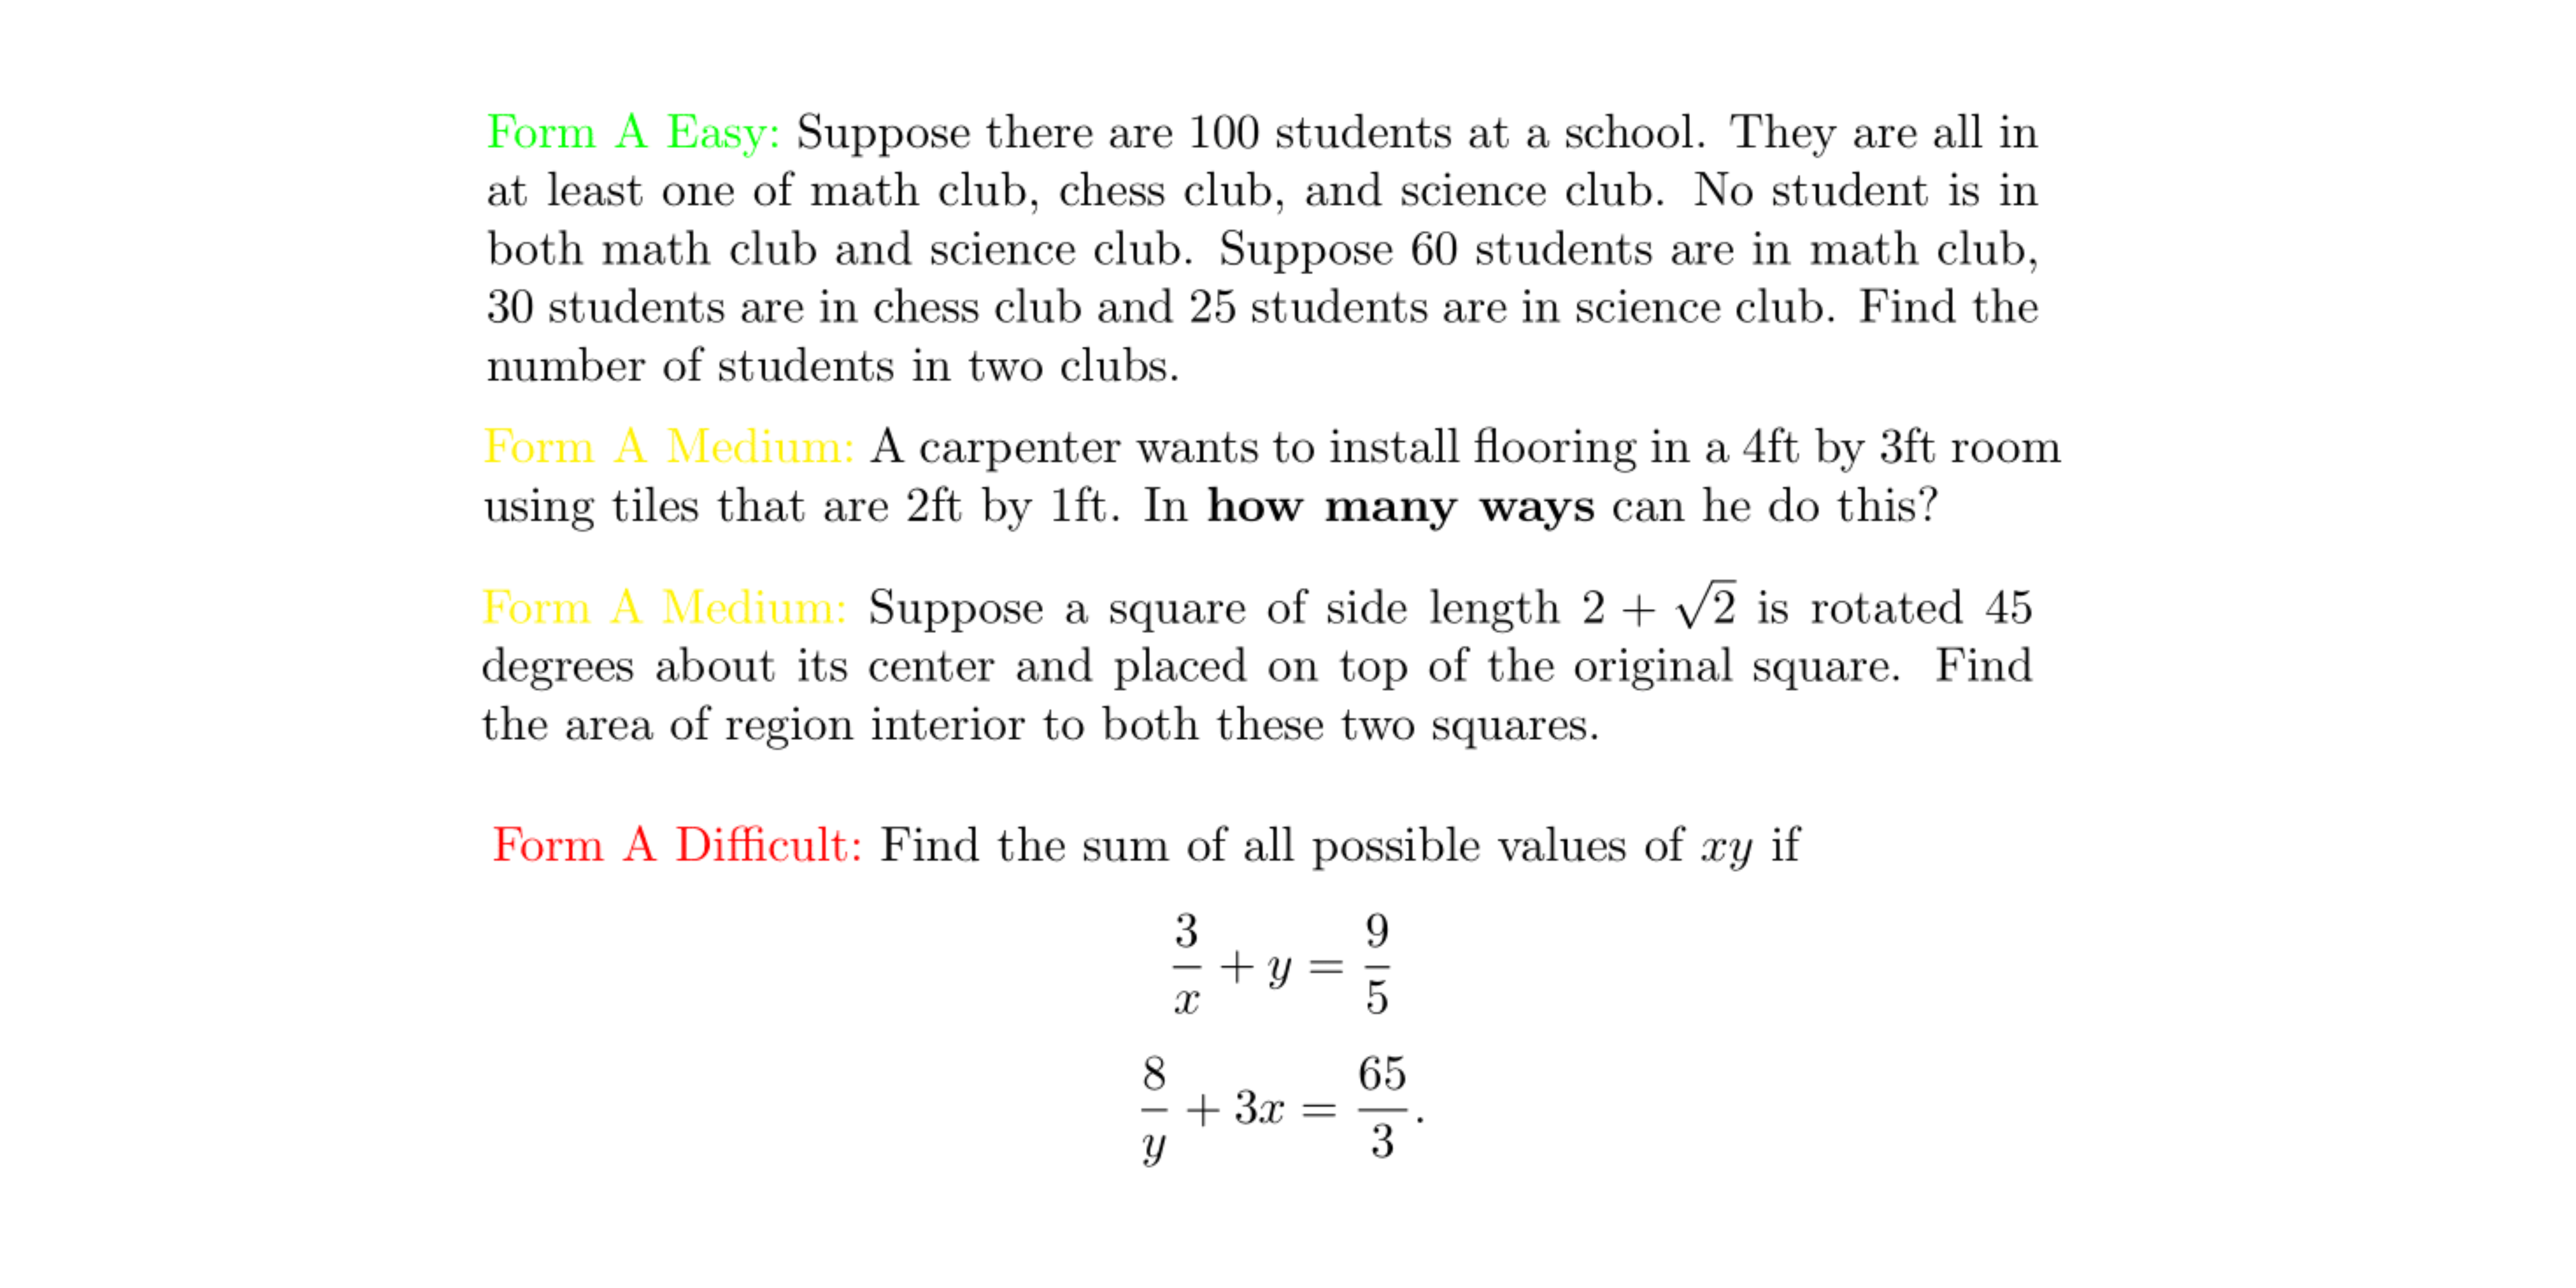 Form A Easy: Suppose there are 100 students at a school. They are all in
at least one of math club, chess club, and science club. No student is in
both math club and science club. Suppose 60 students are in math club,
30 students are in chess club and 25 students are in science club. Find the
number of students in two clubs.
Form A Medium: A carpenter wants to install flooring in a 4ft by 3ft room
using tiles that are 2ft by 1ft. In how many ways can he do this?
Form A Medium: Suppose a square of side length 2 + √2 is rotated 45
degrees about its center and placed on top of the original square. Find
the area of region interior to both these two squares.
Form A Difficult: Find the sum of all possible values of xy if
3/x + y = 9/5
8/y + 3x = 65/3.